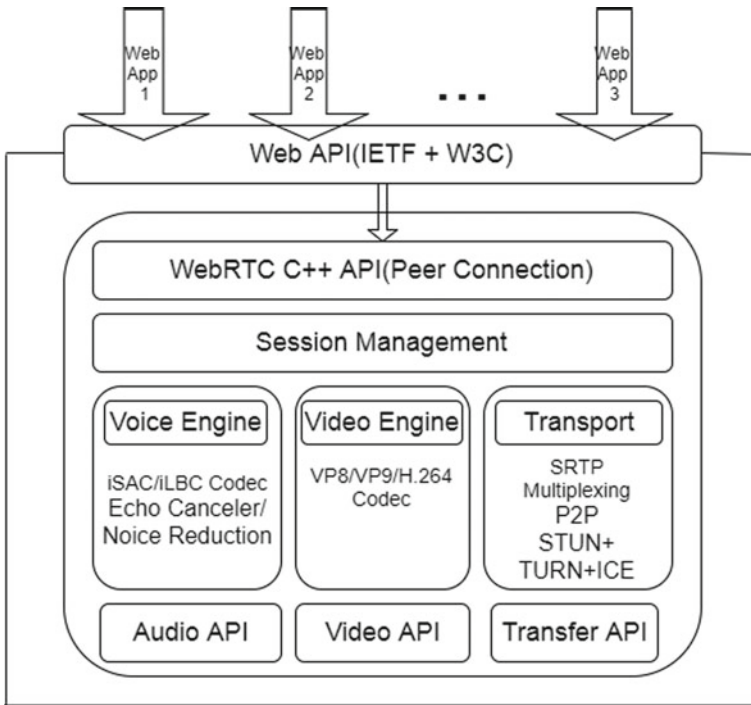 Web
App
1
Web
App
2
...
Web
App
3
Web API(IETF + W3C)
WebRTC C++ API(Peer Connection)
Session Management
Voice Engine
iSAC/iLBC Codec
Echo Canceler/
Noice Reduction
Video Engine
VP8/VP9/H.264
Codec
Transport
SRTP
Multiplexing
P2P
STUN+
TURN+ICE
Audio API
Video API
Transfer API